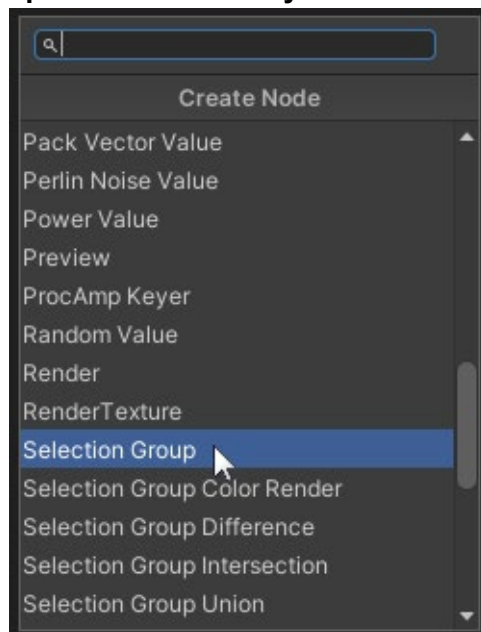 Create Node
Pack Vector Value
Perlin Noise Value
Power Value
Preview
ProcAmp Keyer
Random Value
Render
RenderTexture
Selection Group
Selection Group Color Render
Selection Group Difference
Selection Group Intersection
Selection Group Union